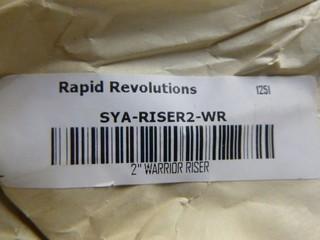 Rapid Revolutions 1251
SYA-RISER2-WR
2" WARRIOR RISER